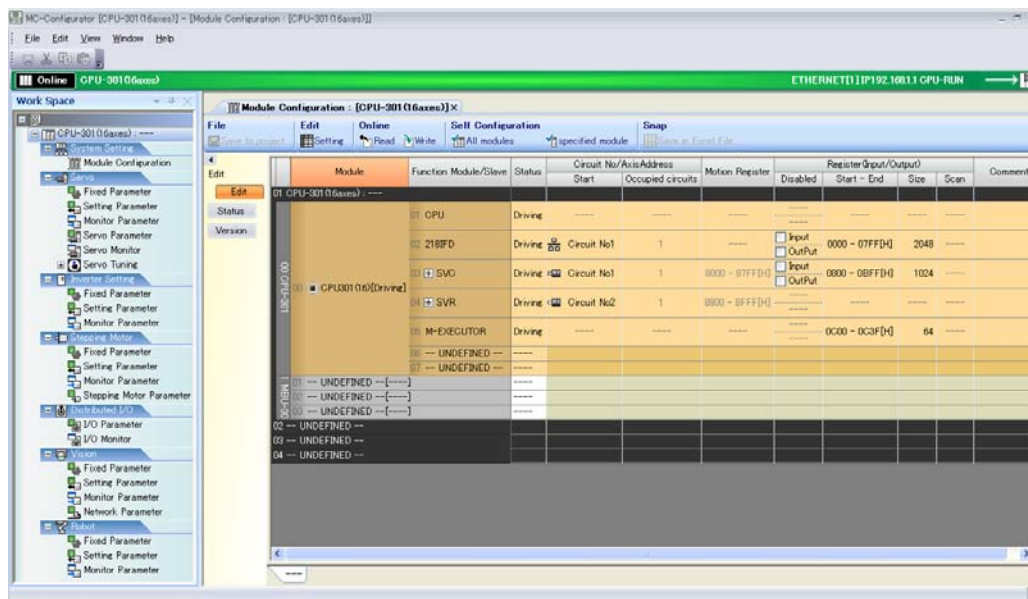 MC-Configurator [CPU-301(16axes)] - [Module Configuration : [CPU-301(16axes)]]
File Edit View Window Help
Online CPU-301(16axes) ETHERNET[1] IP192.168.1.1 CPU-RUN
Work Space
CPU-301(16axes) : ---
System Setting
Module Configuration
Servo
Fixed Parameter
Setting Parameter
Monitor Parameter
Servo Parameter
Servo Monitor
Servo Tuning
Inverter Setting
Fixed Parameter
Setting Parameter
Monitor Parameter
Stepping Motor
Fixed Parameter
Setting Parameter
Monitor Parameter
Stepping Motor Parameter
Distributed I/O
I/O Parameter
I/O Monitor
Vision
Fixed Parameter
Setting Parameter
Monitor Parameter
Network Parameter
Robot
Fixed Parameter
Setting Parameter
Monitor Parameter
Module Configuration : [CPU-301(16axes)]
File Edit Online Self Configuration Snap
Save to project Setting Read Write All modules specified module Save in Excel File
Edit
Edit
Status
Version
Module Function Module/Slave Status Circuit No/AxisAddress Motion Register Register(Input/Output) Comment
Start Occupied circuits Disabled Start - End Size Scan
01 CPU-301(16axes) : ----
00 CPU-301
00 CPU301(16)[Driving]
01 CPU Driving ---- ---- ---- ---- ---- ---- ----
02 218IFD Driving Circuit No1 1 ---- Input OutPut 0000 - 07FF[H] 2048 ----
03 SVC Driving Circuit No1 1 8000 - 87FF[H] Input OutPut 0800 - 0BFF[H] 1024 ----
04 SVR Driving Circuit No2 1 8800 - 8FFF[H] ---- ---- ---- ----
05 M-EXECUTOR Driving ---- ---- ---- ---- 0C00 - 0C3F[H] 64 ----
06 -- UNDEFINED -- ----
07 -- UNDEFINED -- ----
01 -- UNDEFINED --[----] ----
02 -- UNDEFINED --[----] ----
03 -- UNDEFINED --[----] ----
02 -- UNDEFINED --
03 -- UNDEFINED --
04 -- UNDEFINED --
----